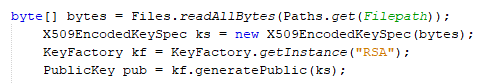 byte[] bytes = Files.readAllBytes(Paths.get(Filepath));
X509EncodedKeySpec ks = new X509EncodedKeySpec(bytes);
KeyFactory kf = KeyFactory.getInstance("RSA");
PublicKey pub = kf.generatePublic(ks);